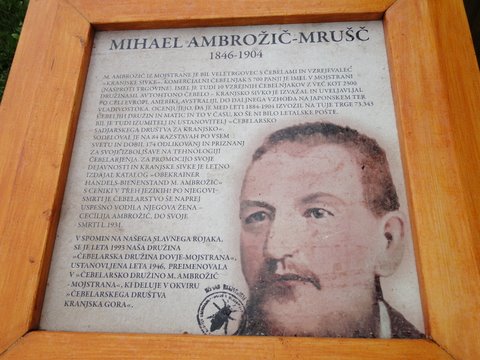 MIHAEL AMBROŽIČ-MRUŠČ
1846-1904
M. AMBROŽIČ IZ MOJSTRANE JE BIL VELETRGOVEC S ČEBELAMI IN VZREJEVALEC
»KRANJSKE SIVKE«. KOMERCIALNI ČEBELNJAK S 700 PANJI JE IMEL V MOJSTRANI
(NASPROTI TRGOVINE). IMEL JE TUDI 10 VZREJNIH ČEBELNJAKOV Z VEČ KOT 2500
DRUŽINAMI. AVTOHTONO ČEBELO – KRANJSKO SIVKO JE IZVAŽAL IN UVELJAVLJAL
PO CELI EVROPI, AMERIKI, AVSTRALIJI, DO DALJNEGA VZHODA NA JAPONSKEM TER
VLADIVOSTOKA. OCENJUJEJO, DA JE MED LETI 1884-1904 IZVOZIL NA TUJE TRGE 73.343
ČEBELJIH DRUŽIN IN MATIC IN TO V ČASU, KO ŠE NI BILO LETALSKE POŠTE.
BIL JE TUDI IZUMITELJ IN USTANOVITELJ »ČEBELARSKO
SADJARSKEGA DRUŠTVA ZA KRANJSKO«.
SODELOVAL JE NA 84 RAZSTAVAH PO VSEM
SVETU IN DOBIL 174 ODLIKOVANJ IN PRIZNANJ
ZA SVOJE IZBOLJŠAVE NA TEHNOLOGIJI
ČEBELARJENJA. ZA PROMOCIJO SVOJE
DEJAVNOSTI IN KRANJSKE SIVKE JE LETNO
IZDAJAL KATALOG »OBEKRAINER
HANDELS-BIENENSTAND M. AMBROŽIČ«
S CENIKI V TREH JEZIKIH! PO NJEGOVI
SMRTI JE ČEBELARSTVO ŠE NAPREJ
USPEŠNO VODILA NJEGOVA ŽENA –
CECILIJA AMBROŽIČ, DO SVOJE
SMRTI L. 1931.
V SPOMIN NA NAŠEGA SLAVNEGA ROJAKA,
SE JE LETA 1993 NAŠA DRUŽINA
»ČEBELARSKA DRUŽINA DOVJE-MOJSTRANA«,
USTANOVLJENA LETA 1946, PREIMENOVALA
V »ČEBELARSKO DRUŽINO M. AMBROŽIČ
-MOJSTRANA«, KI DELUJE V OKVIRU
»ČEBELARSKEGA DRUŠTVA
KRANJSKA GORA«.